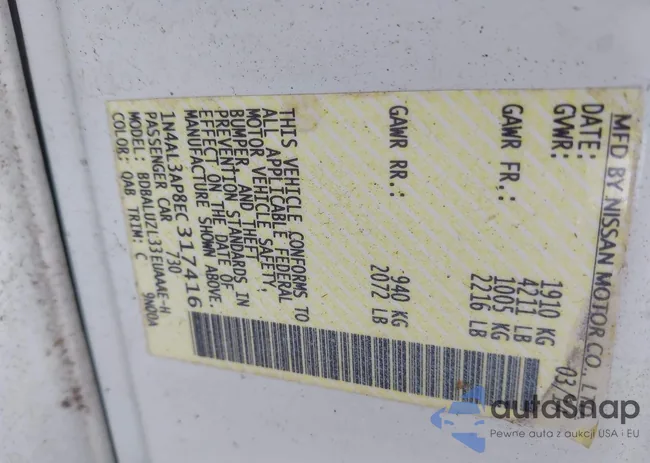 MFD BY NISSAN MOTOR CO.,
DATE: 03
GVWR: 1910 KG
4211 LB
GAWR FR.: 1005 KG
2216 LB
GAWR RR.: 940 KG
2072 LB
THIS VEHICLE CONFORMS TO
ALL APPLICABLE FEDERAL
MOTOR VEHICLE SAFETY,
BUMPER, AND THEFT
PREVENTION STANDARDS IN
EFFECT ON THE DATE OF
MANUFACTURE SHOWN ABOVE.
1N4AL3AP8EC317416
PASSENGER CAR 730
MODEL: BDBALUZL33EUAAAE-H
COLOR: QAB TRIM: C 9N00A
autoSnap
Pewne auta z aukcji USA i EU